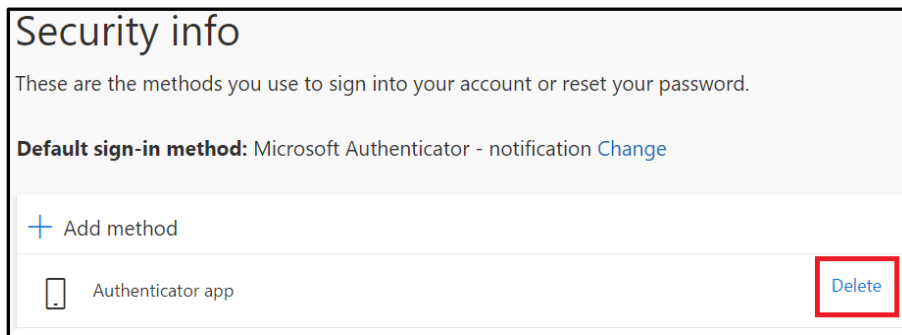 Security info
These are the methods you use to sign into your account or reset your password.
Default sign-in method: Microsoft Authenticator - notification Change
+ Add method
Authenticator app Delete